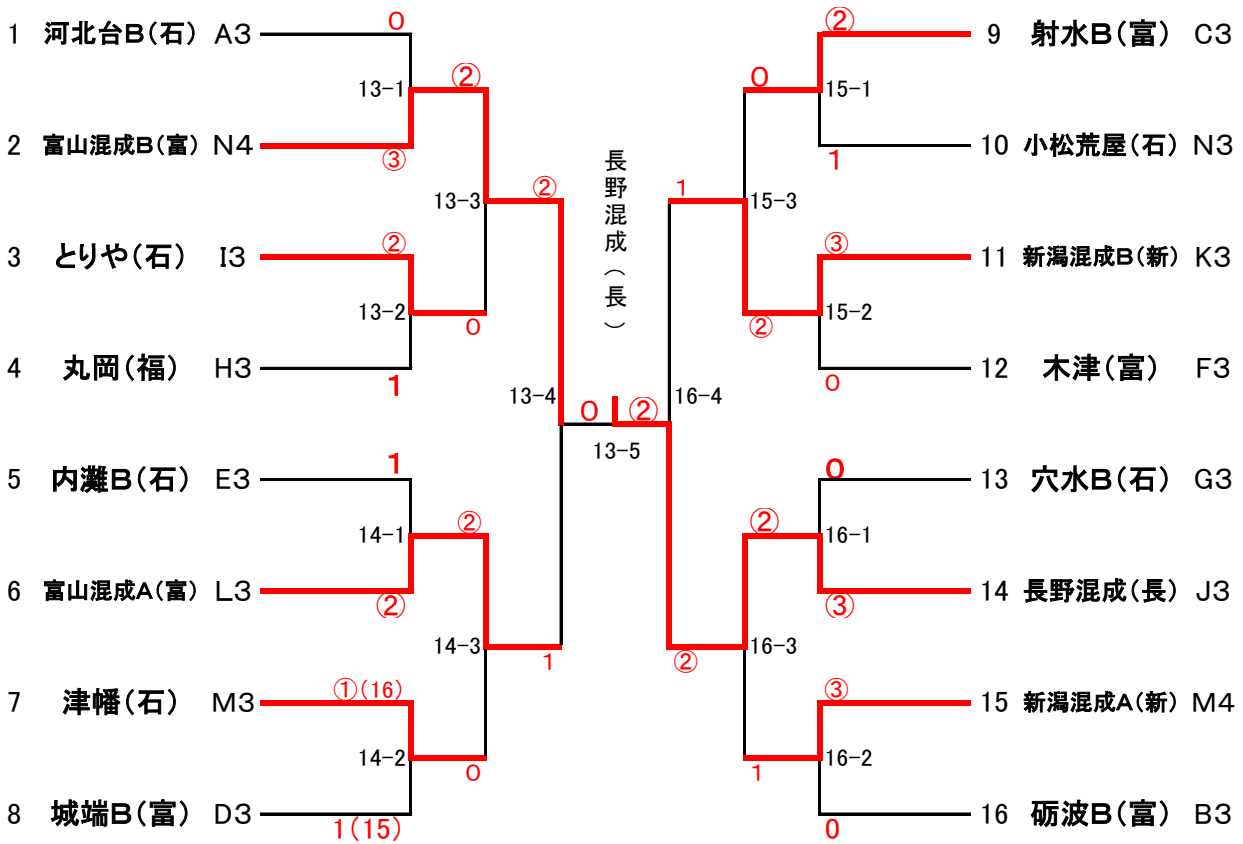 1 河北台B(石) A3
0
13-1
2 富山混成B(富) N4
③
②
13-3
3 とりや(石) I3
②
13-2
0
4 丸岡(福) H3
1
②
13-4
5 内灘B(石) E3
1
14-1
②
6 富山混成A(富) L3
②
14-3
1
7 津幡(石) M3
①(16)
14-2
0
8 城端B(富) D3
1(15)
長野混成(長)
0
②
13-5
②
9 射水B(富) C3
0
15-1
10 小松荒屋(石) N3
1
1
15-3
③
11 新潟混成B(新) K3
15-2
②
12 木津(富) F3
0
16-4
0
13 穴水B(石) G3
②
16-1
14 長野混成(長) J3
③
16-3
②
③
15 新潟混成A(新) M4
16-2
1
16 砺波B(富) B3
0